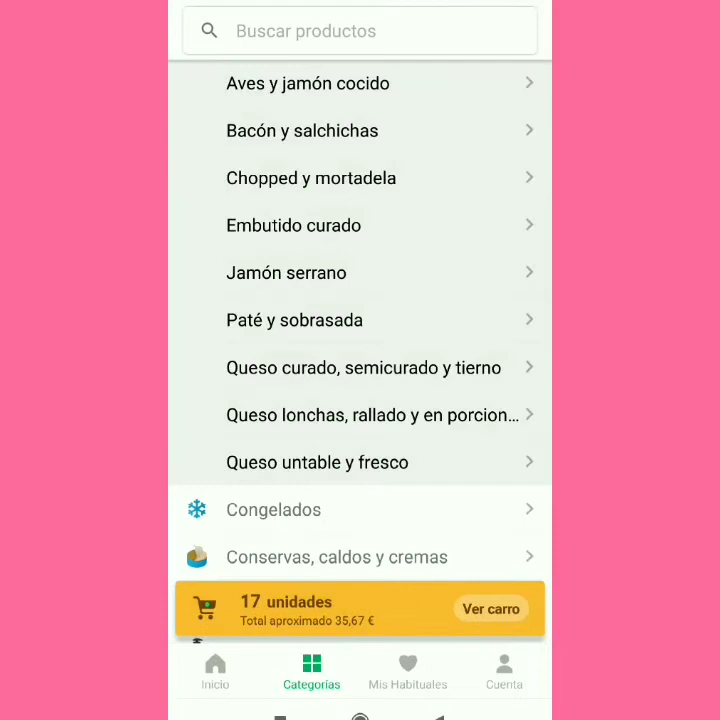 Buscar productos
Aves y jamón cocido
Bacón y salchichas
Chopped y mortadela
Embutido curado
Jamón serrano
Paté y sobrasada
Queso curado, semicurado y tierno
Queso lonchas, rallado y en porcion...
Queso untable y fresco
Congelados
Conservas, caldos y cremas
17 unidades
Total aproximado 35,67 €
Ver carro
Inicio Categorías Mis Habituales Cuenta